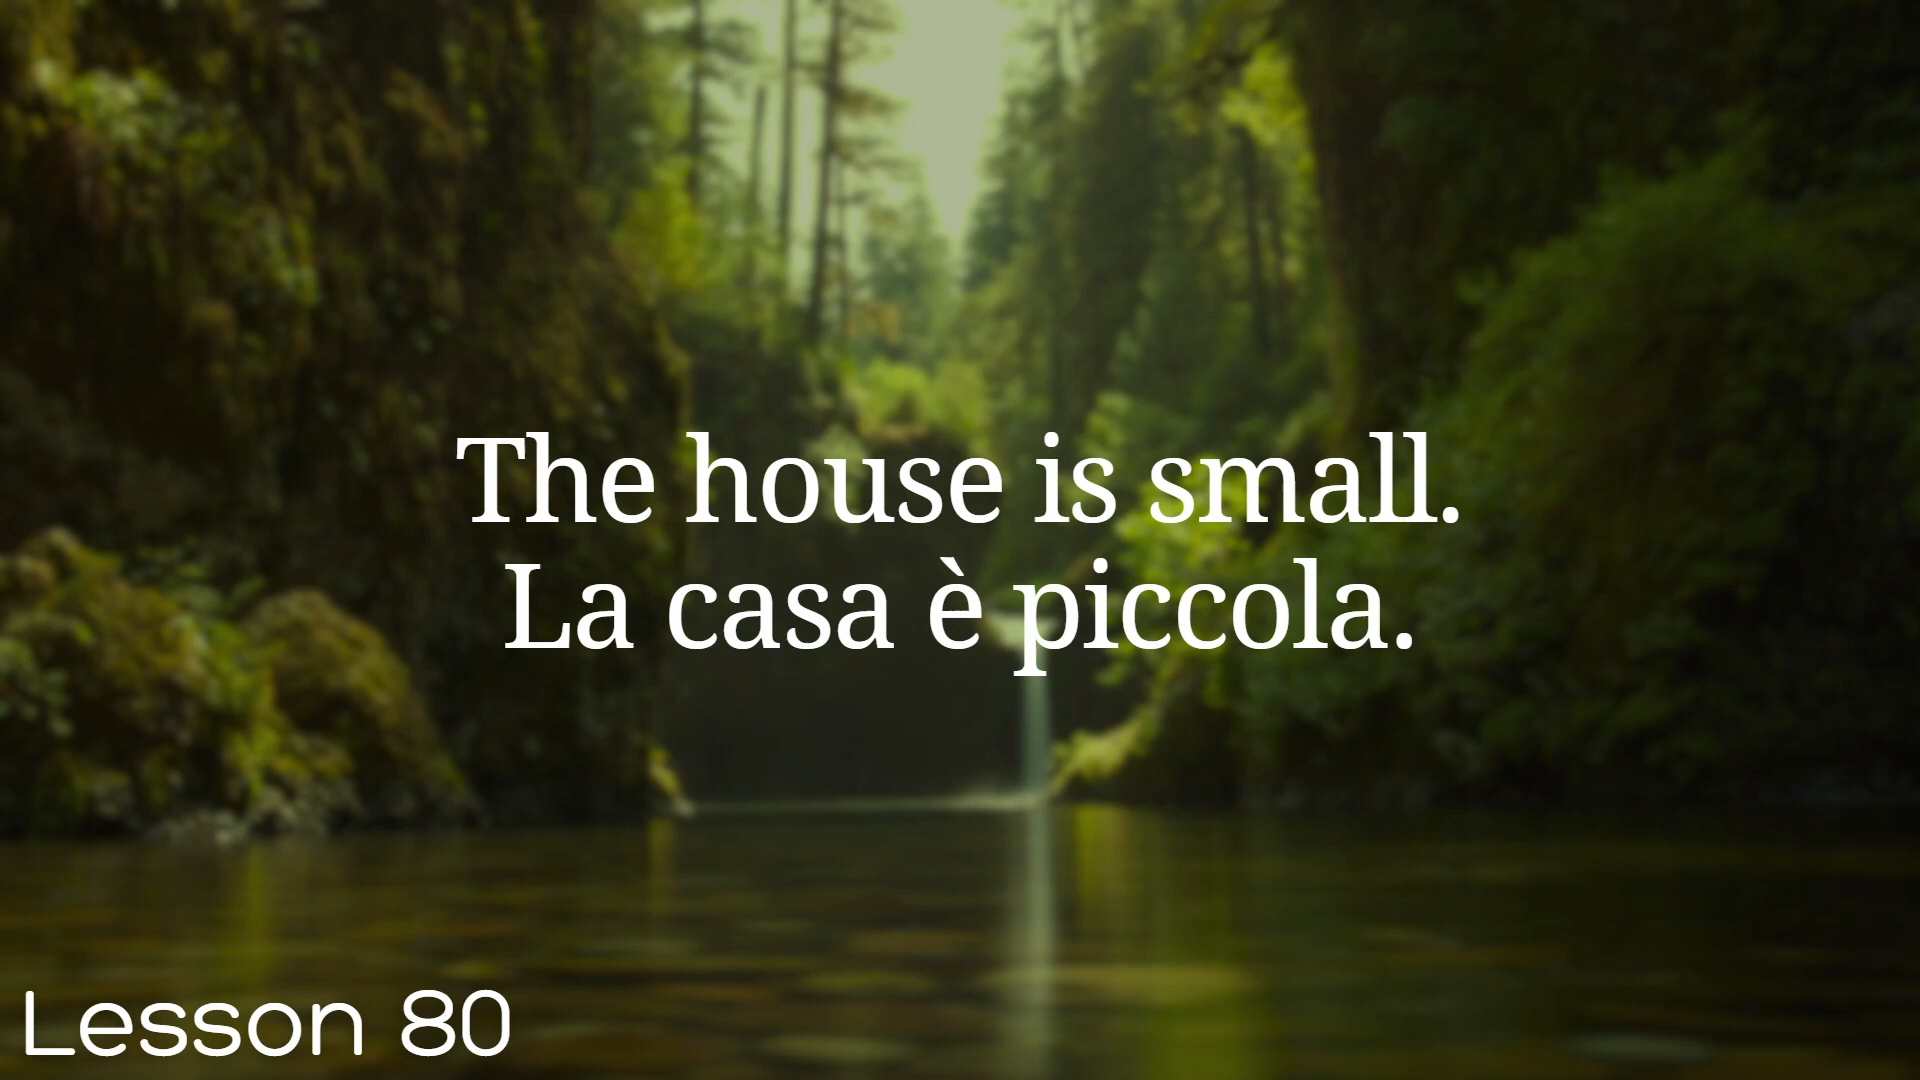 The house is small.
La casa è piccola.
Lesson 80